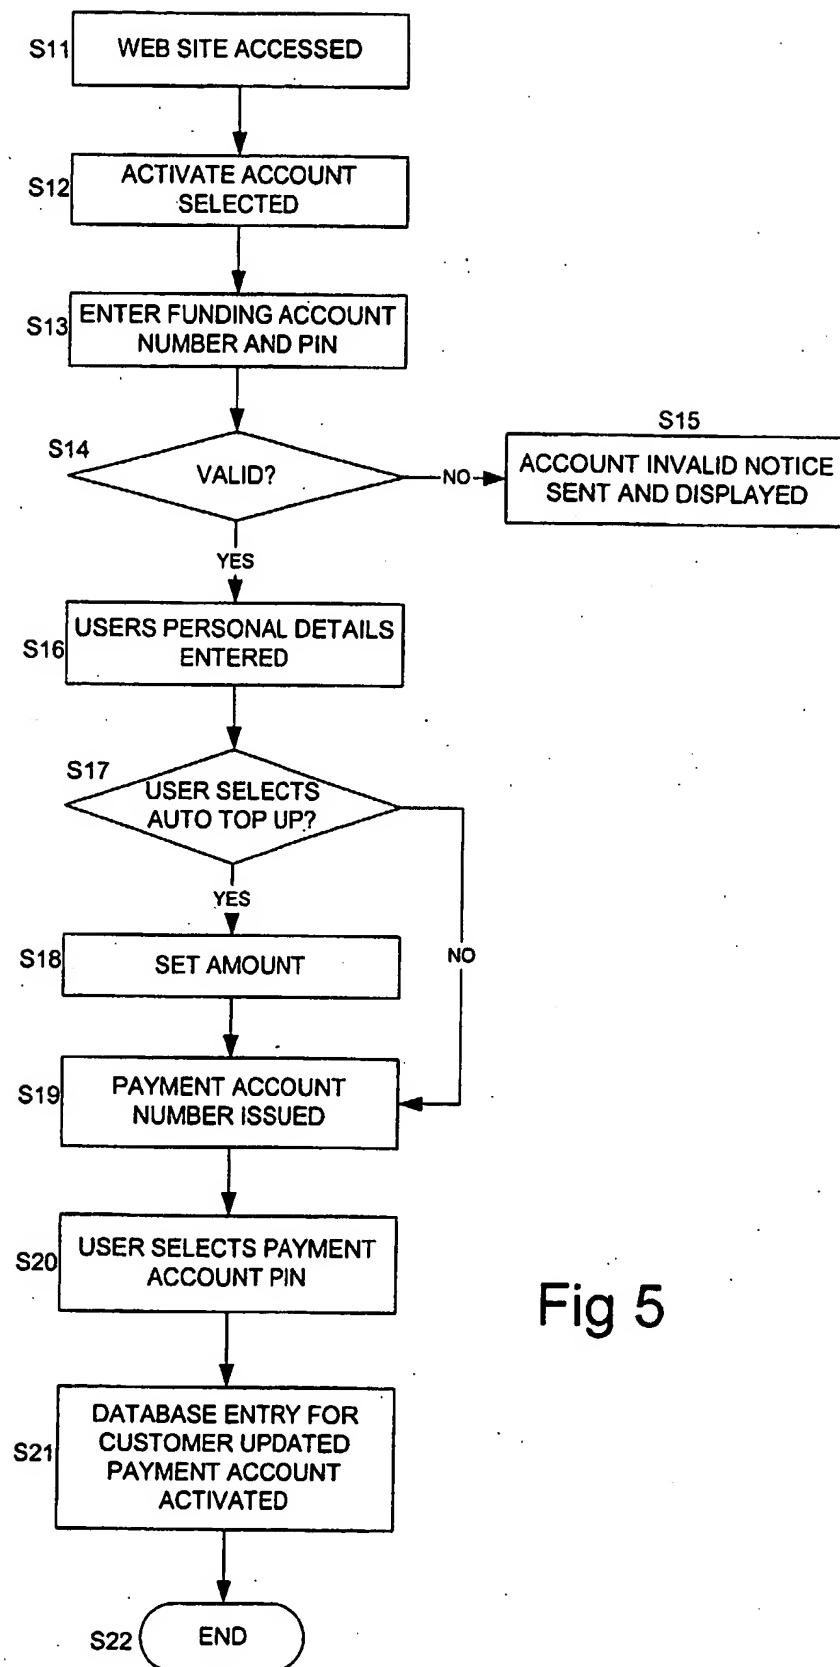 S11
WEB SITE ACCESSED
S12
ACTIVATE ACCOUNT
SELECTED
S13
ENTER FUNDING ACCOUNT
NUMBER AND PIN
S14
VALID?
NO
S15
ACCOUNT INVALID NOTICE
SENT AND DISPLAYED
YES
S16
USERS PERSONAL DETAILS
ENTERED
S17
USER SELECTS
AUTO TOP UP?
YES
NO
S18
SET AMOUNT
S19
PAYMENT ACCOUNT
NUMBER ISSUED
S20
USER SELECTS PAYMENT
ACCOUNT PIN
Fig 5
S21
DATABASE ENTRY FOR
CUSTOMER UPDATED
PAYMENT ACCOUNT
ACTIVATED
S22
END